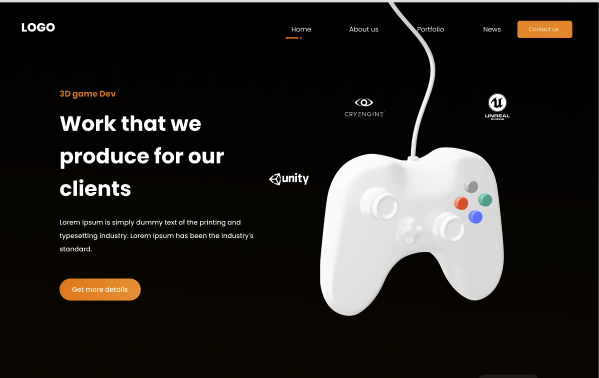 LOGO
Home
About us
Portfolio
News
Contact us
3D game Dev
Work that we
produce for our
clients
Lorem Ipsum is simply dummy text of the printing and
typesetting industry. Lorem Ipsum has been the industry's
standard.
Get more details
CRYENGINE
UNREAL
unity